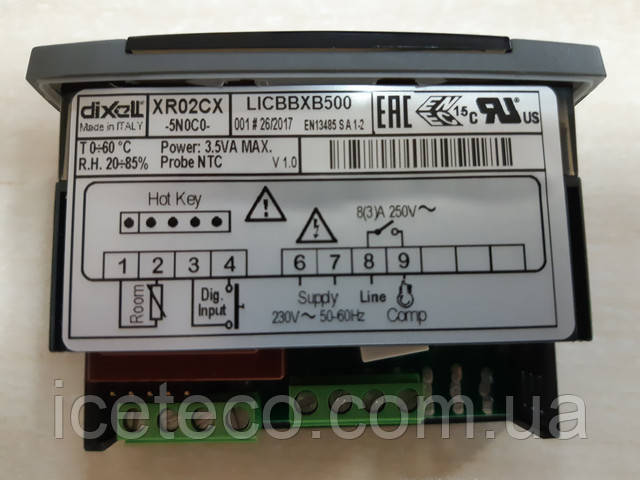 dixell
Made in ITALY
XR02CX
-5N0C0-
LICBBXB500
001 # 26/2017 EN13485 S A 1-2
EAC
15
C US
T 0÷60 °C
R.H. 20÷85%
Power: 3.5VA MAX.
Probe NTC V 1.0
Hot Key
8(3)A 250V～
1 2 3 4 6 7 8 9
Room
Dig.
Input
Supply
230V～ 50-60Hz
Line
Comp
iceteco.com.ua